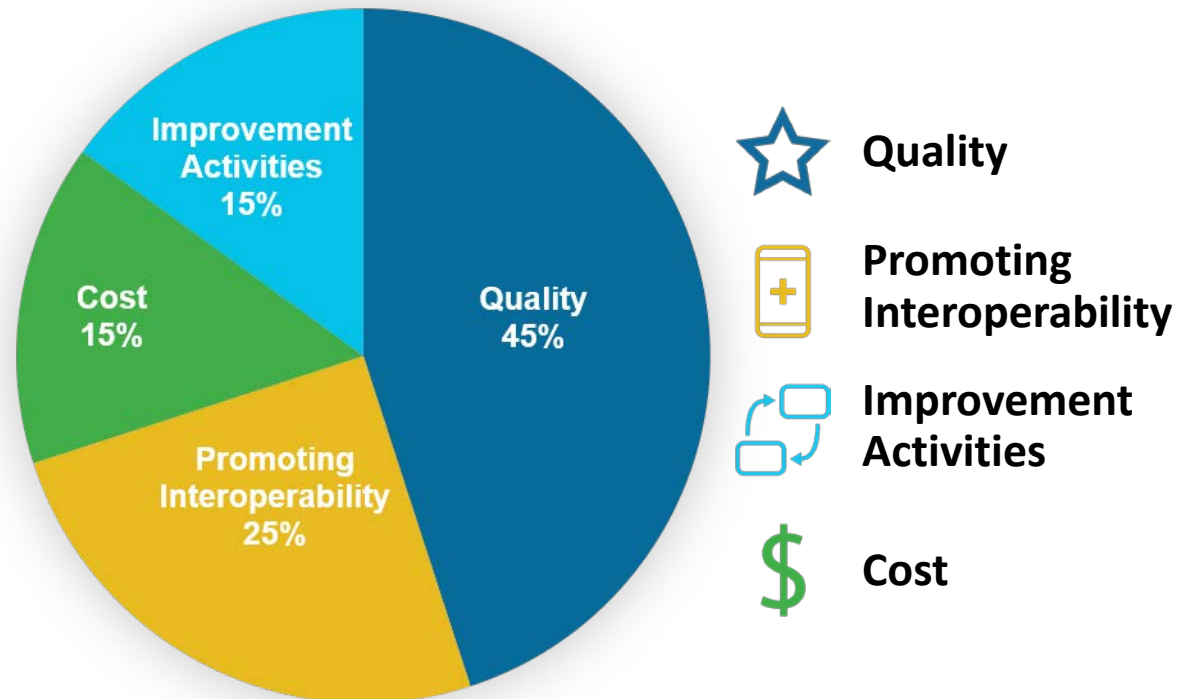 Improvement
Activities
15%
Cost
15%
Quality
45%
Promoting
Interoperability
25%
Quality
Promoting
Interoperability
Improvement
Activities
Cost